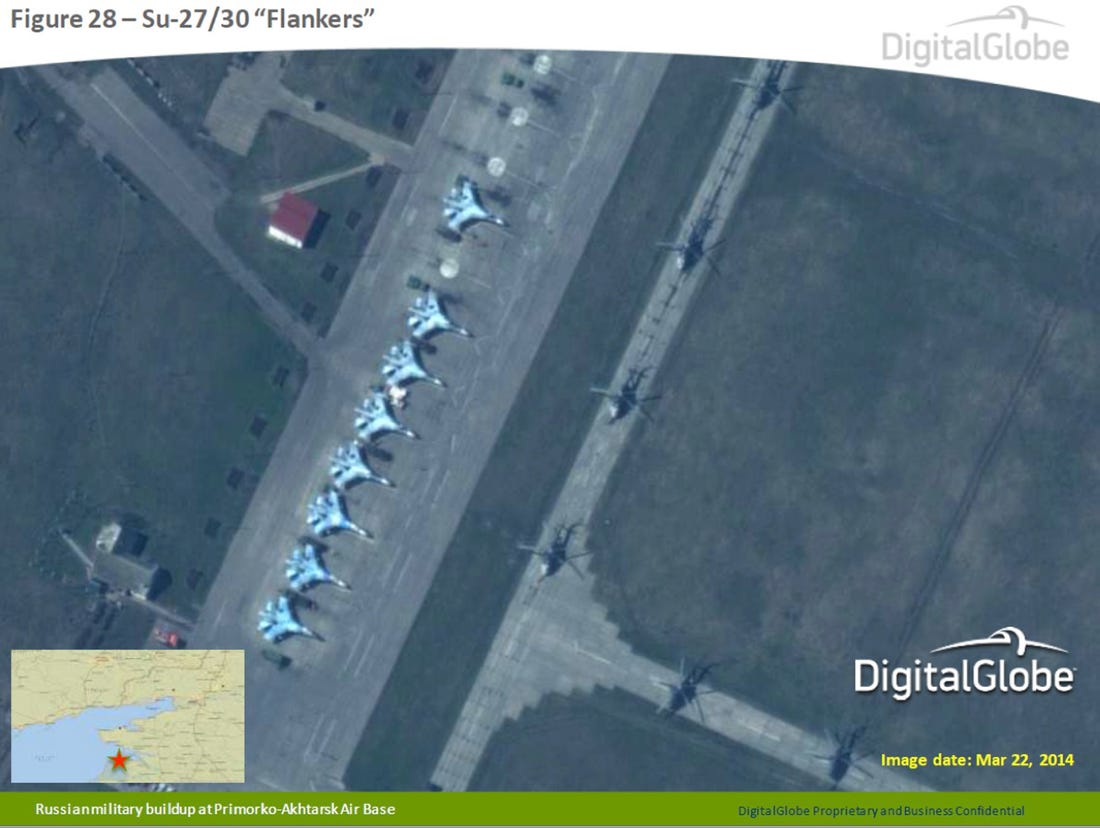 Figure 28 – Su-27/30 “Flankers”
DigitalGlobe
DigitalGlobe
Image date: Mar 22, 2014
Russian military buildup at Primorko-Akhtarsk Air Base
DigitalGlobe Proprietary and Business Confidential